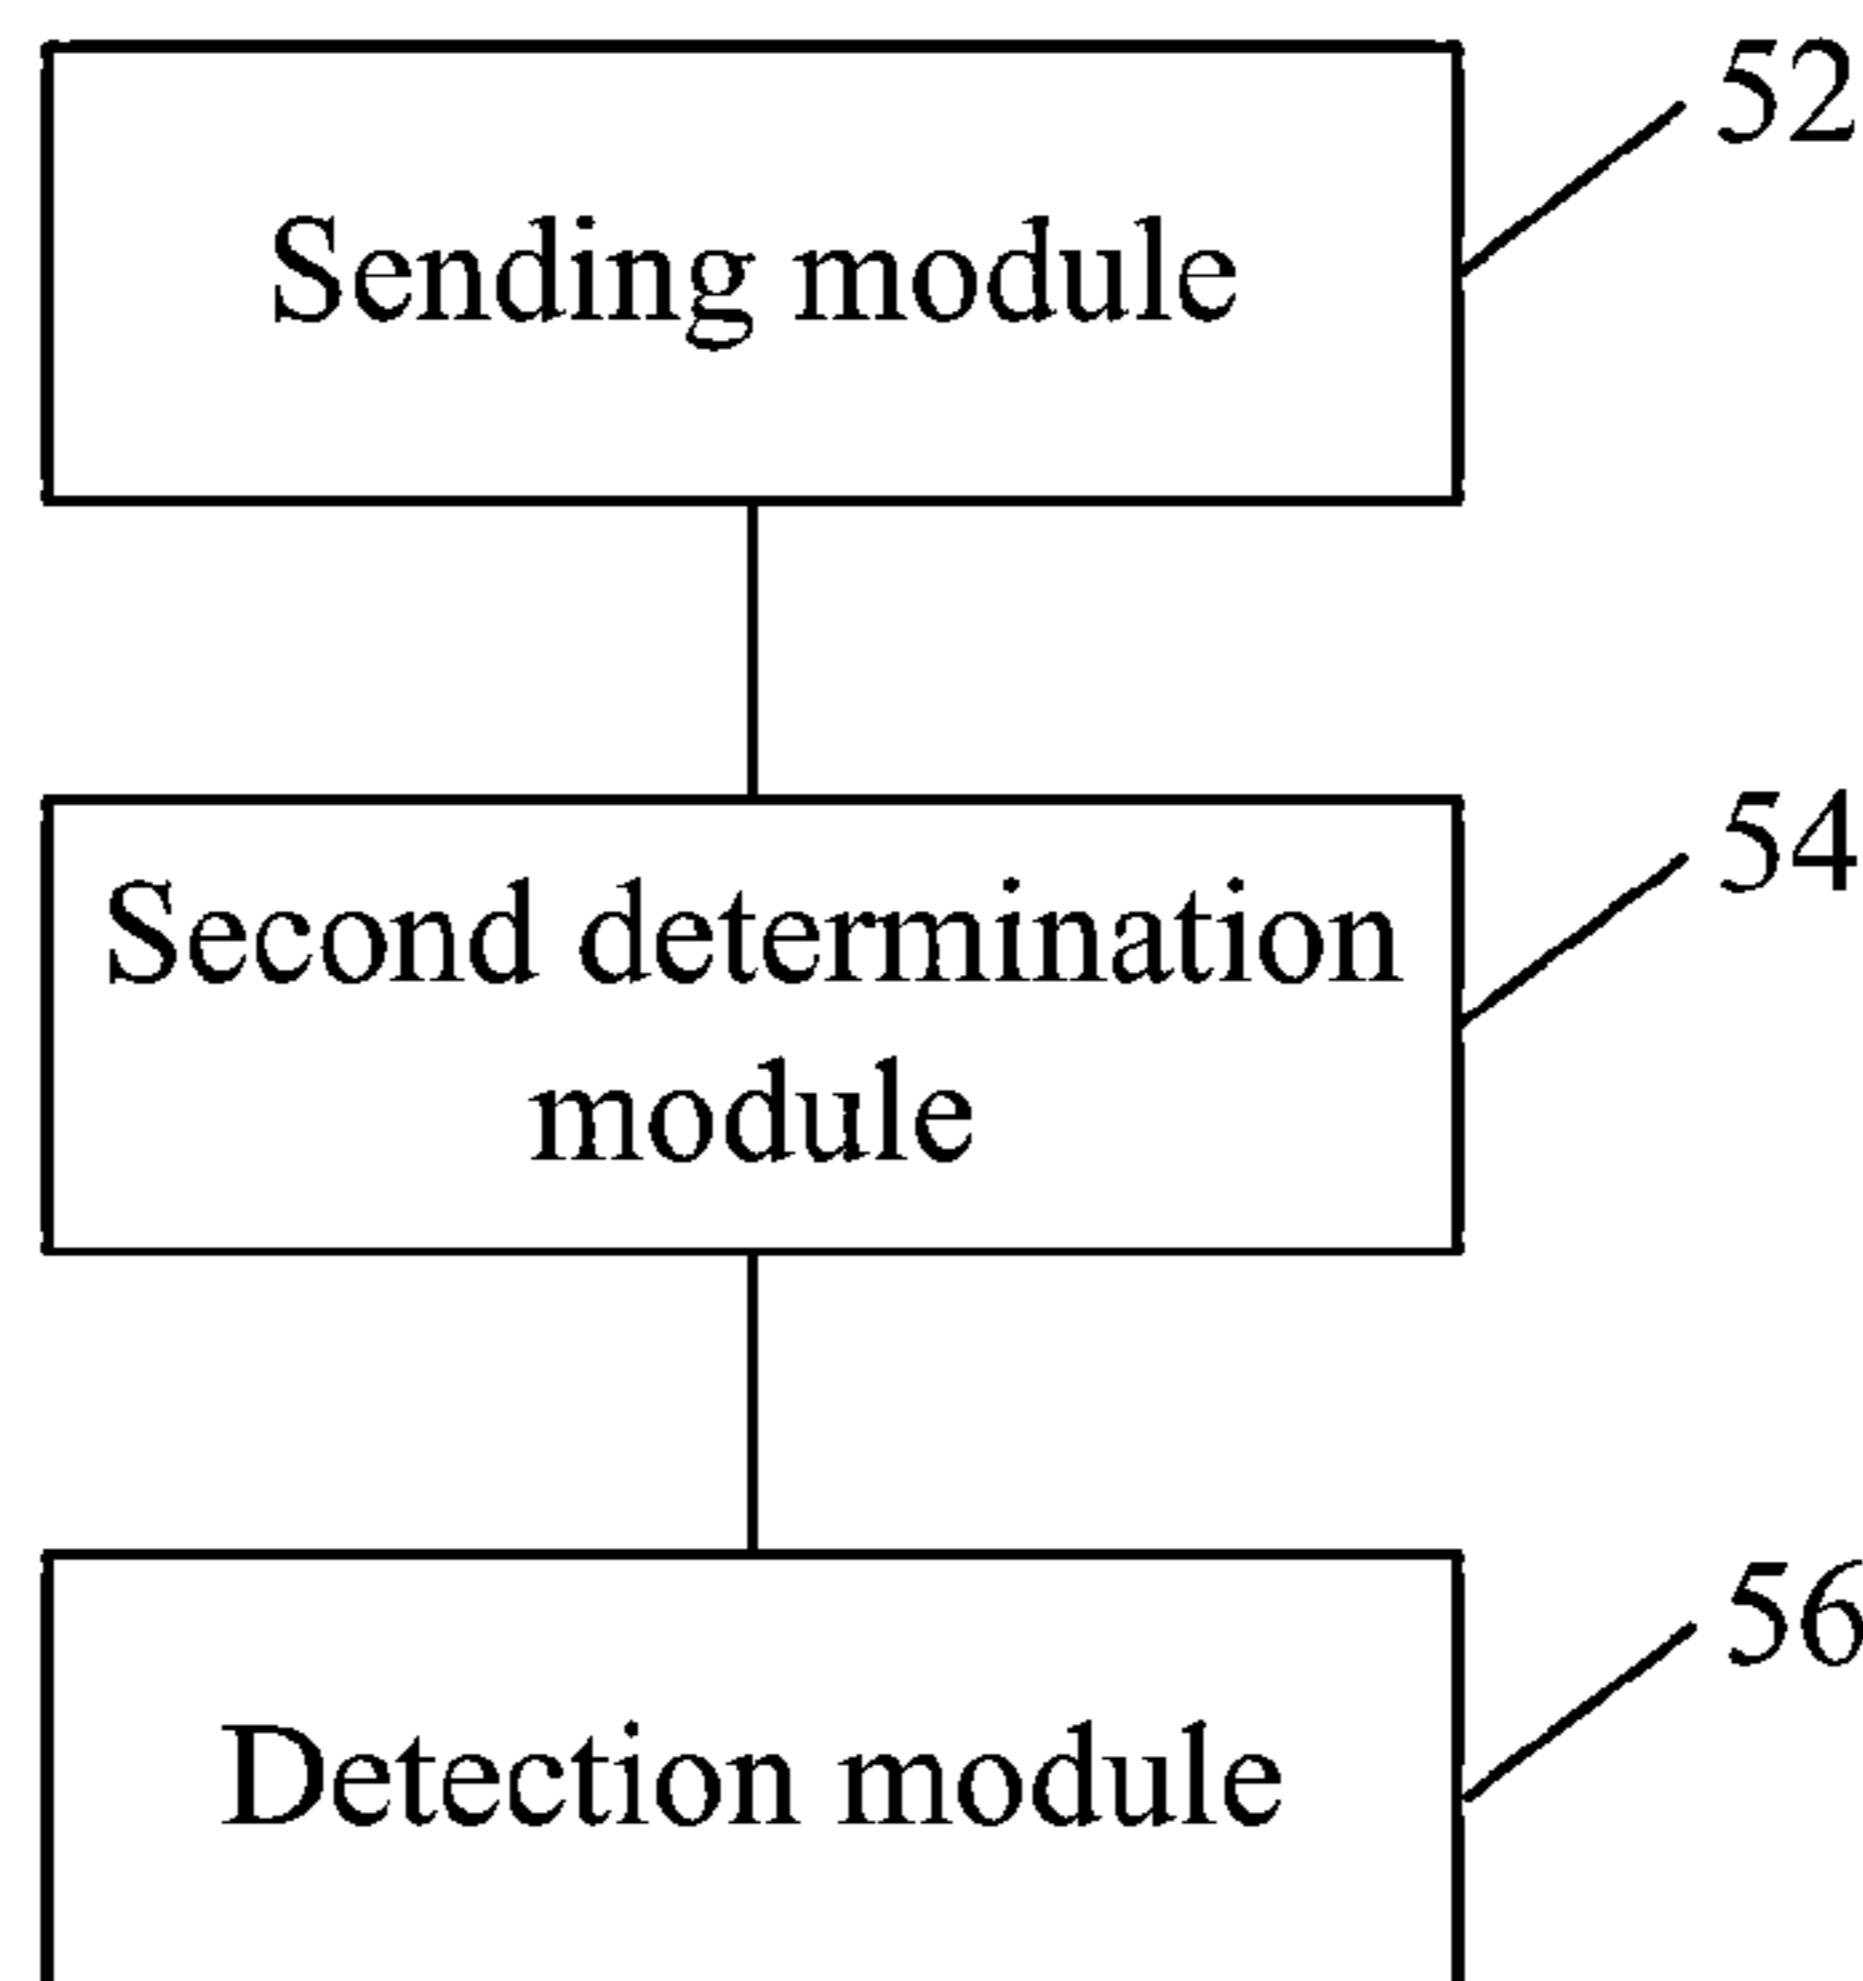 52
Sending module
54
Second determination
module
56
Detection module